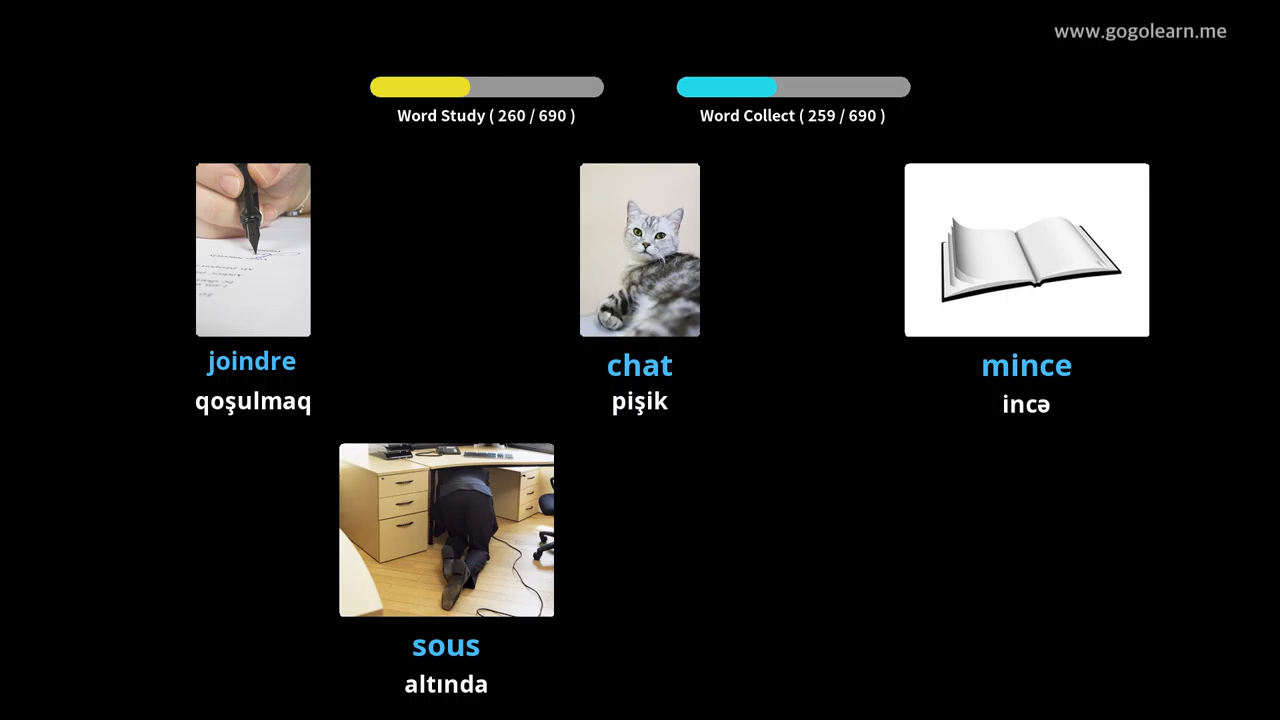 www.gogolearn.me
Word Study ( 260 / 690 )
Word Collect ( 259 / 690 )
joindre
qoşulmaq
chat
pişik
mince
incə
sous
altında